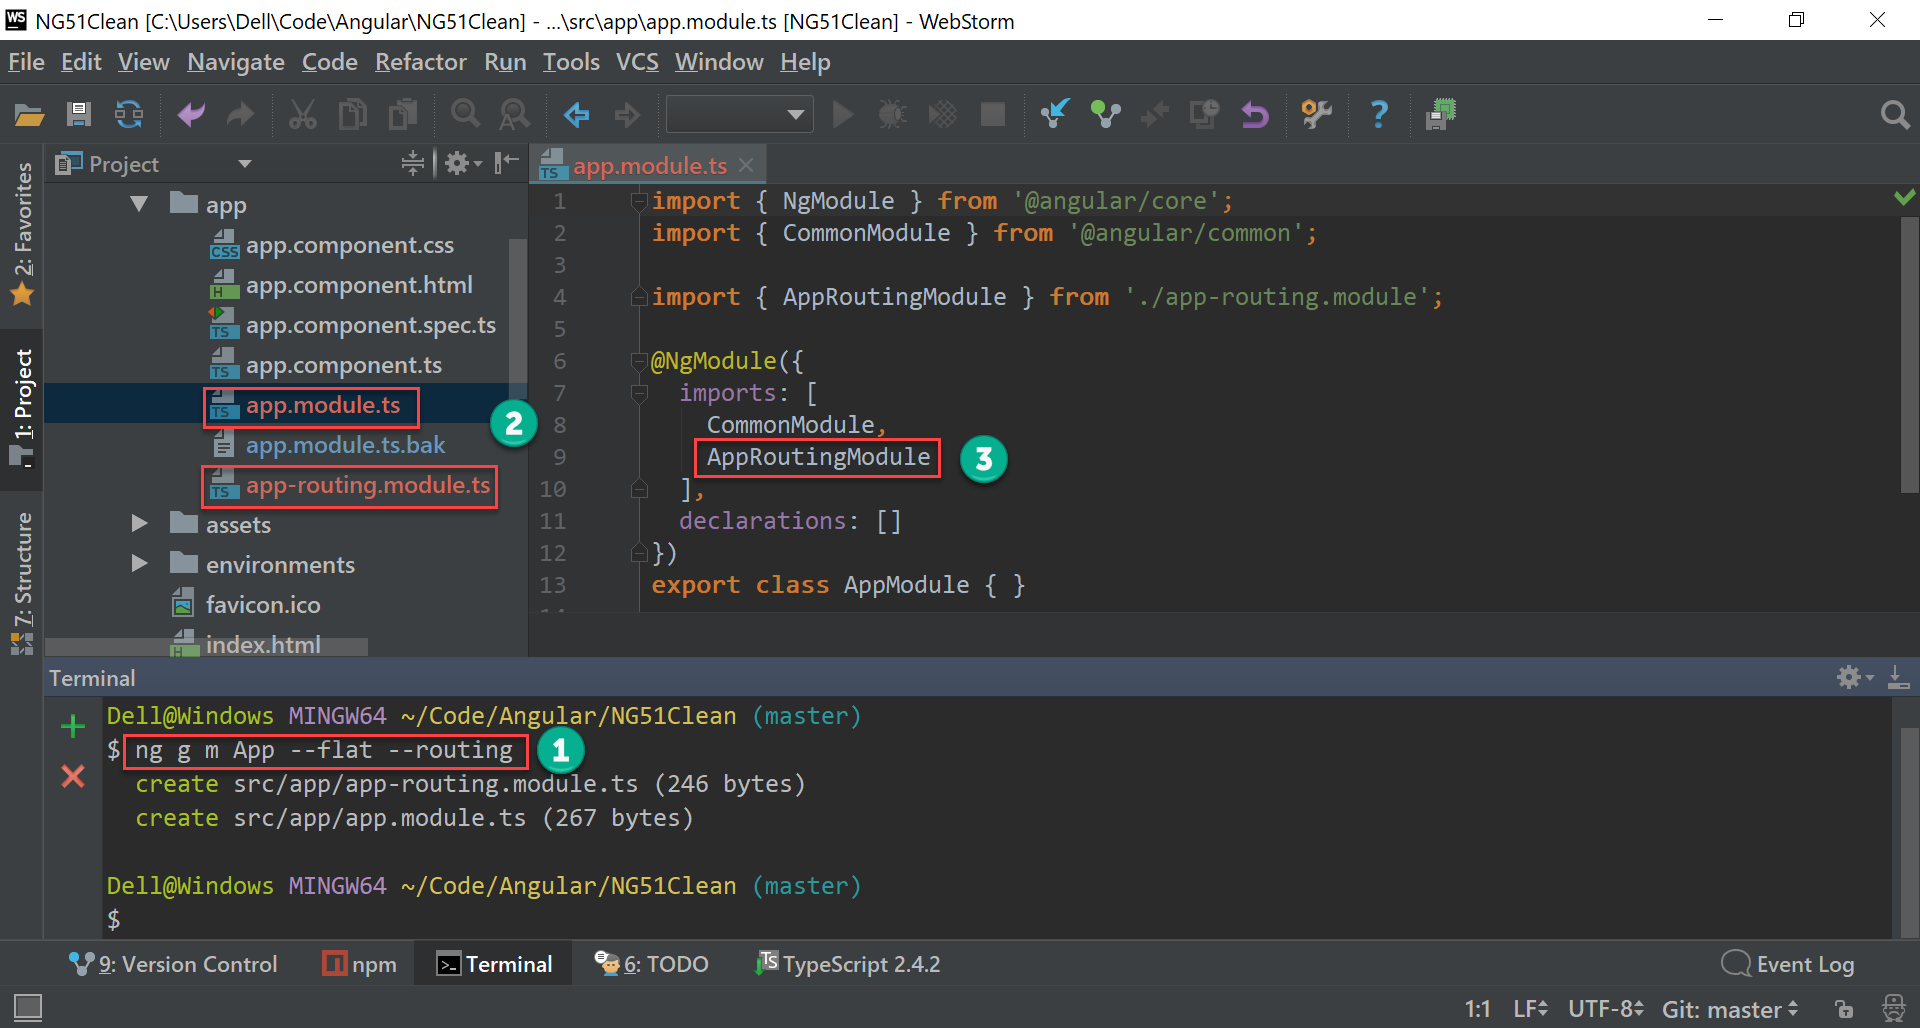 WS NG51Clean [C:\Users\Dell\Code\Angular\NG51Clean] - ...\src\app\app.module.ts [NG51Clean] - WebStorm
File Edit View Navigate Code Refactor Run Tools VCS Window Help
Project
app
app.component.css
app.component.html
app.component.spec.ts
app.component.ts
app.module.ts
2
app.module.ts.bak
app-routing.module.ts
assets
environments
favicon.ico
index.html
2: Favorites
1: Project
7: Structure
app.module.ts
1 import { NgModule } from '@angular/core';
2 import { CommonModule } from '@angular/common';
3
4 import { AppRoutingModule } from './app-routing.module';
5
6 @NgModule({
7 imports: [
8 CommonModule,
9 AppRoutingModule
3
10 ],
11 declarations: []
12 })
13 export class AppModule { }
Terminal
Dell@Windows MINGW64 ~/Code/Angular/NG51Clean (master)
$ ng g m App --flat --routing
1
create src/app/app-routing.module.ts (246 bytes)
create src/app/app.module.ts (267 bytes)
Dell@Windows MINGW64 ~/Code/Angular/NG51Clean (master)
$
9: Version Control npm Terminal 6: TODO TypeScript 2.4.2 Event Log
1:1 LF UTF-8 Git: master